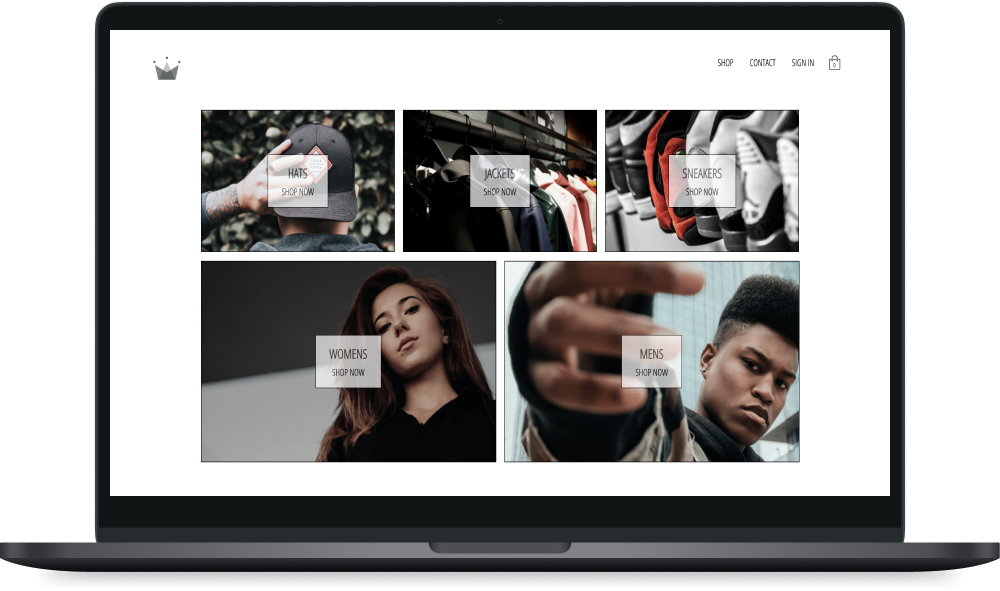 SHOP
CONTACT
SIGN IN
0
HATS
SHOP NOW
JACKETS
SHOP NOW
SNEAKERS
SHOP NOW
WOMENS
SHOP NOW
MENS
SHOP NOW